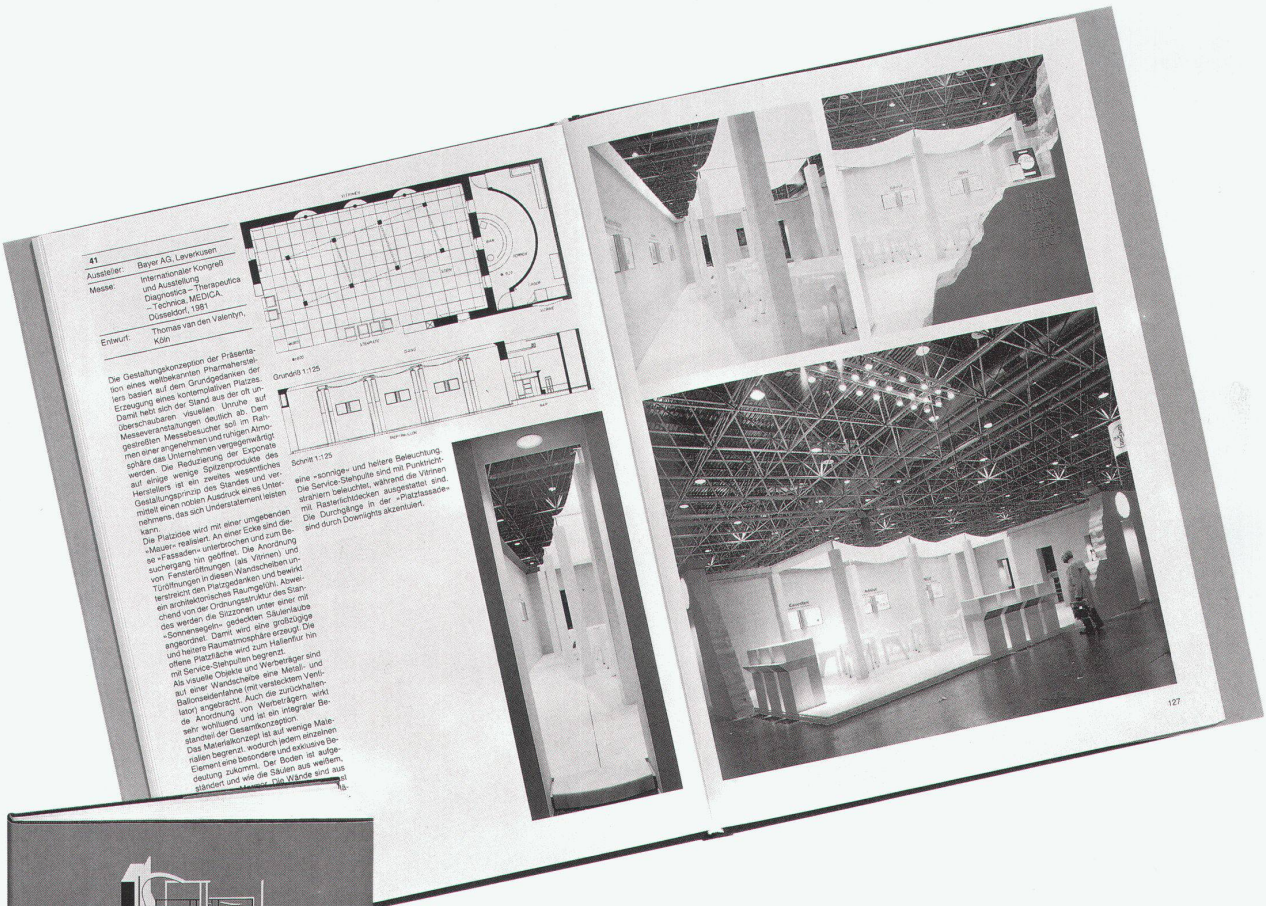 41
Aussteller: Bayer AG, Leverkusen
Messe: Internationaler Kongreß
und Ausstellung
Diagnostica – Therapeutica
– Technica, MEDICA,
Düsseldorf, 1981
Entwurf: Thomas van den Valentyn,
Köln
Die Gestaltungskonzeption der Präsenta-
tion eines weltbekannten Pharmaherstel-
lers basiert auf dem Grundgedanken der
Erzeugung eines kontemplativen Platzes.
Damit hebt sich der Stand aus der oft un-
überschaubaren visuellen Unruhe auf
Messeveranstaltungen deutlich ab. Dem
gestreßten Messebesucher soll im Rah-
men einer angenehmen und ruhigen Atmo-
sphäre das Unternehmen vergegenwärtigt
werden. Die Reduzierung der Exponate
auf einige wenige Spitzenprodukte des
Herstellers ist ein zweites wesentliches
Gestaltungsprinzip des Standes und ver-
mittelt einen noblen Ausdruck eines Unter-
nehmens, das sich Understatement leisten
kann.
Die Platzidee wird mit einer umgebenden
»Mauer« realisiert. An einer Ecke sind die-
se »Fassaden« unterbrochen und zum Be-
suchergang hin geöffnet. Die Anordnung
von Fensteröffnungen (als Vitrinen) und
Türöffnungen in diesen Wandscheiben un-
terstreicht den Platzgedanken und bewirkt
ein architektonisches Raumgefühl. Abwei-
chend von der Ordnungsstruktur des Stan-
des werden die Sitzzonen unter einer mit
»Sonnensegeln« gedeckten Säulenlaube
angeordnet. Damit wird eine großzügige
und heitere Raumatmosphäre erzeugt. Die
offene Platzfläche wird zum Hallenflur hin
mit Service-Stehpulten begrenzt.
Als visuelle Objekte und Werbeträger sind
auf einer Wandscheibe eine Metall- und
Ballonseidenfahne (mit verstecktem Venti-
lator) angebracht. Auch die zurückhalten-
de Anordnung von Werbeträgern wirkt
sehr wohltuend und ist ein integraler Be-
standteil der Gesamtkonzeption.
Das Materialkonzept ist auf wenige Mate-
rialien begrenzt, wodurch jedem einzelnen
Element eine besondere und exklusive Be-
deutung zukommt. Der Boden ist aufge-
ständert und wie die Säulen aus weißem,
Marmor. Die Wände sind aus
Grundriß 1:125
Schnitt 1:125
eine »sonnige« und heitere Beleuchtung.
Die Service-Stehpulte sind mit Punktlicht-
strahlern beleuchtet, während die Vitrinen
mit Rasterlichtdecken ausgestattet sind.
Die Durchgänge in der »Platzfassade«
sind durch Downlights akzentuiert.
127